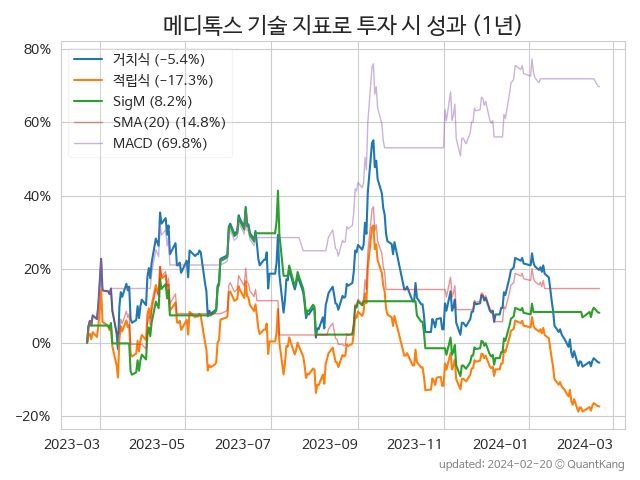 메디톡스 기술 지표로 투자 시 성과 (1년)
80%
60%
40%
20%
0%
−20%
거치식 (−5.4%)
적립식 (−17.3%)
SigM (8.2%)
SMA(20) (14.8%)
MACD (69.8%)
2023-03 2023-05 2023-07 2023-09 2023-11 2024-01 2024-03
updated: 2024-02-20 © QuantKang